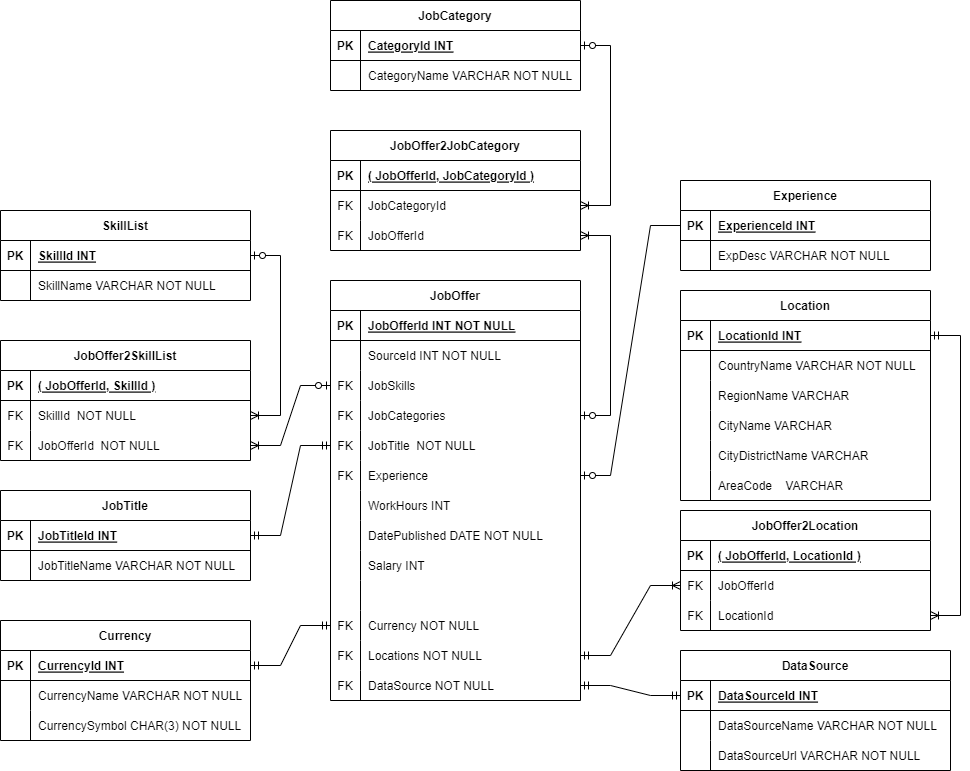 JobCategory
PK CategoryId INT
CategoryName VARCHAR NOT NULL
JobOffer2JobCategory
PK ( JobOfferId, JobCategoryId )
FK JobCategoryId
FK JobOfferId
SkillList
PK SkillId INT
SkillName VARCHAR NOT NULL
Experience
PK ExperienceId INT
ExpDesc VARCHAR NOT NULL
JobOffer
PK JobOfferId INT NOT NULL
SourceId INT NOT NULL
FK JobSkills
FK JobCategories
FK JobTitle NOT NULL
FK Experience
WorkHours INT
DatePublished DATE NOT NULL
Salary INT
FK Currency NOT NULL
FK Locations NOT NULL
FK DataSource NOT NULL
Location
PK LocationId INT
CountryName VARCHAR NOT NULL
RegionName VARCHAR
CityName VARCHAR
CityDistrictName VARCHAR
AreaCode VARCHAR
JobOffer2SkillList
PK ( JobOfferId, SkillId )
FK SkillId NOT NULL
FK JobOfferId NOT NULL
JobTitle
PK JobTitleId INT
JobTitleName VARCHAR NOT NULL
JobOffer2Location
PK ( JobOfferId, LocationId )
FK JobOfferId
FK LocationId
Currency
PK CurrencyId INT
CurrencyName VARCHAR NOT NULL
CurrencySymbol CHAR(3) NOT NULL
DataSource
PK DataSourceId INT
DataSourceName VARCHAR NOT NULL
DataSourceUrl VARCHAR NOT NULL